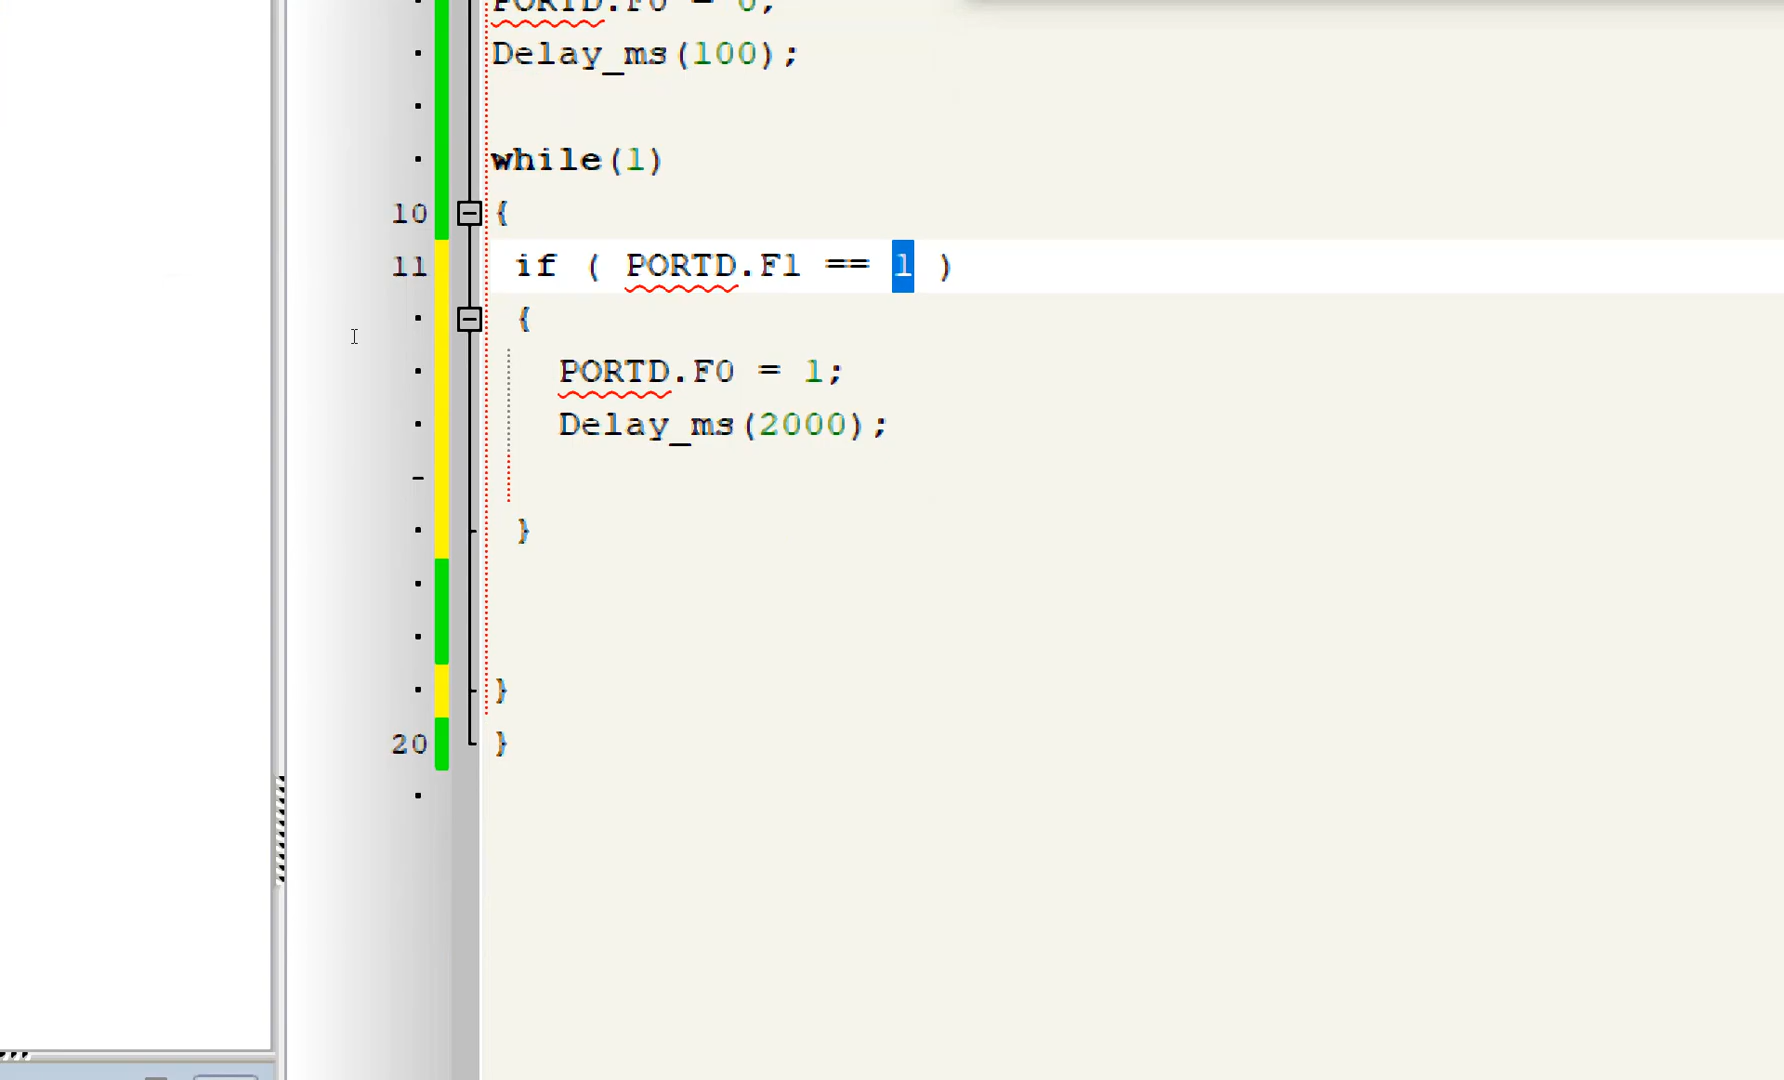 PORTD.F0 = 0;
Delay_ms(100);
while(1)
10 {
11 if ( PORTD.F1 == 1 )
{
PORTD.F0 = 1;
Delay_ms(2000);
}
}
20 }